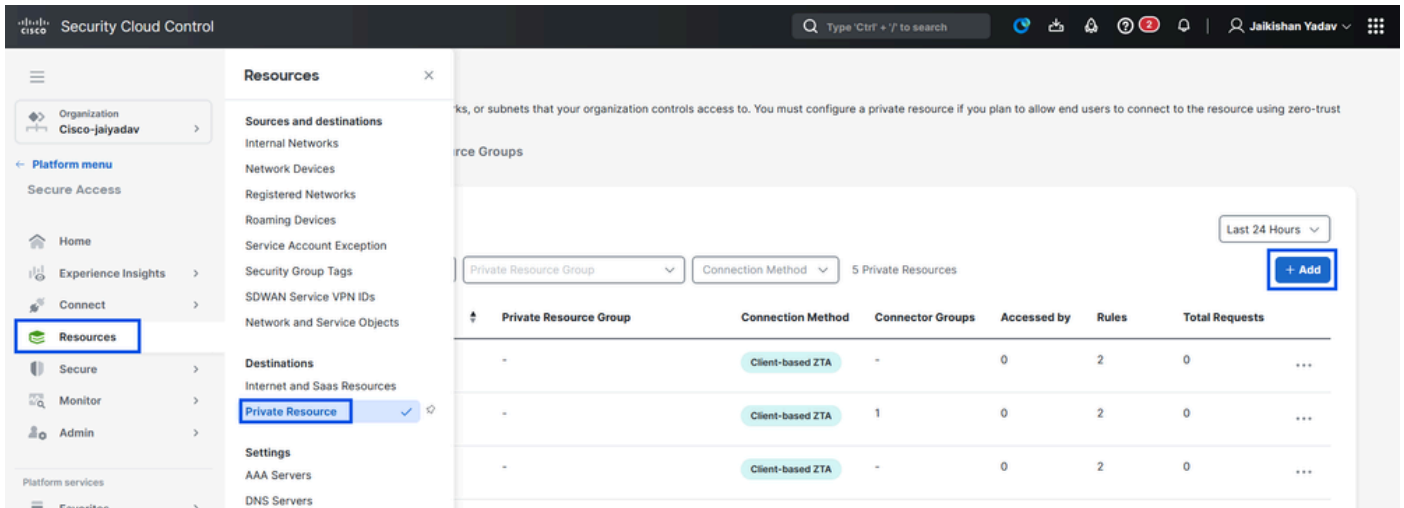 cisco Security Cloud Control
Type 'Ctrl' + '/' to search
2
Jaikishan Yadav
Organization
Cisco-jaiyadav
Platform menu
Secure Access
Home
Experience Insights
Connect
Resources
Secure
Monitor
Admin
Platform services
Favorites
Resources
Sources and destinations
Internal Networks
Network Devices
Registered Networks
Roaming Devices
Service Account Exception
Security Group Tags
SDWAN Service VPN IDs
Network and Service Objects
Destinations
Internet and Saas Resources
Private Resource
Settings
AAA Servers
DNS Servers
or subnets that your organization controls access to. You must configure a private resource if you plan to allow end users to connect to the resource using zero-trust
Groups
Last 24 Hours
Private Resource Group
Connection Method
5 Private Resources
+ Add
Private Resource Group Connection Method Connector Groups Accessed by Rules Total Requests
- Client-based ZTA - 0 2 0 ...
- Client-based ZTA 1 0 2 0 ...
- Client-based ZTA - 0 2 0 ...